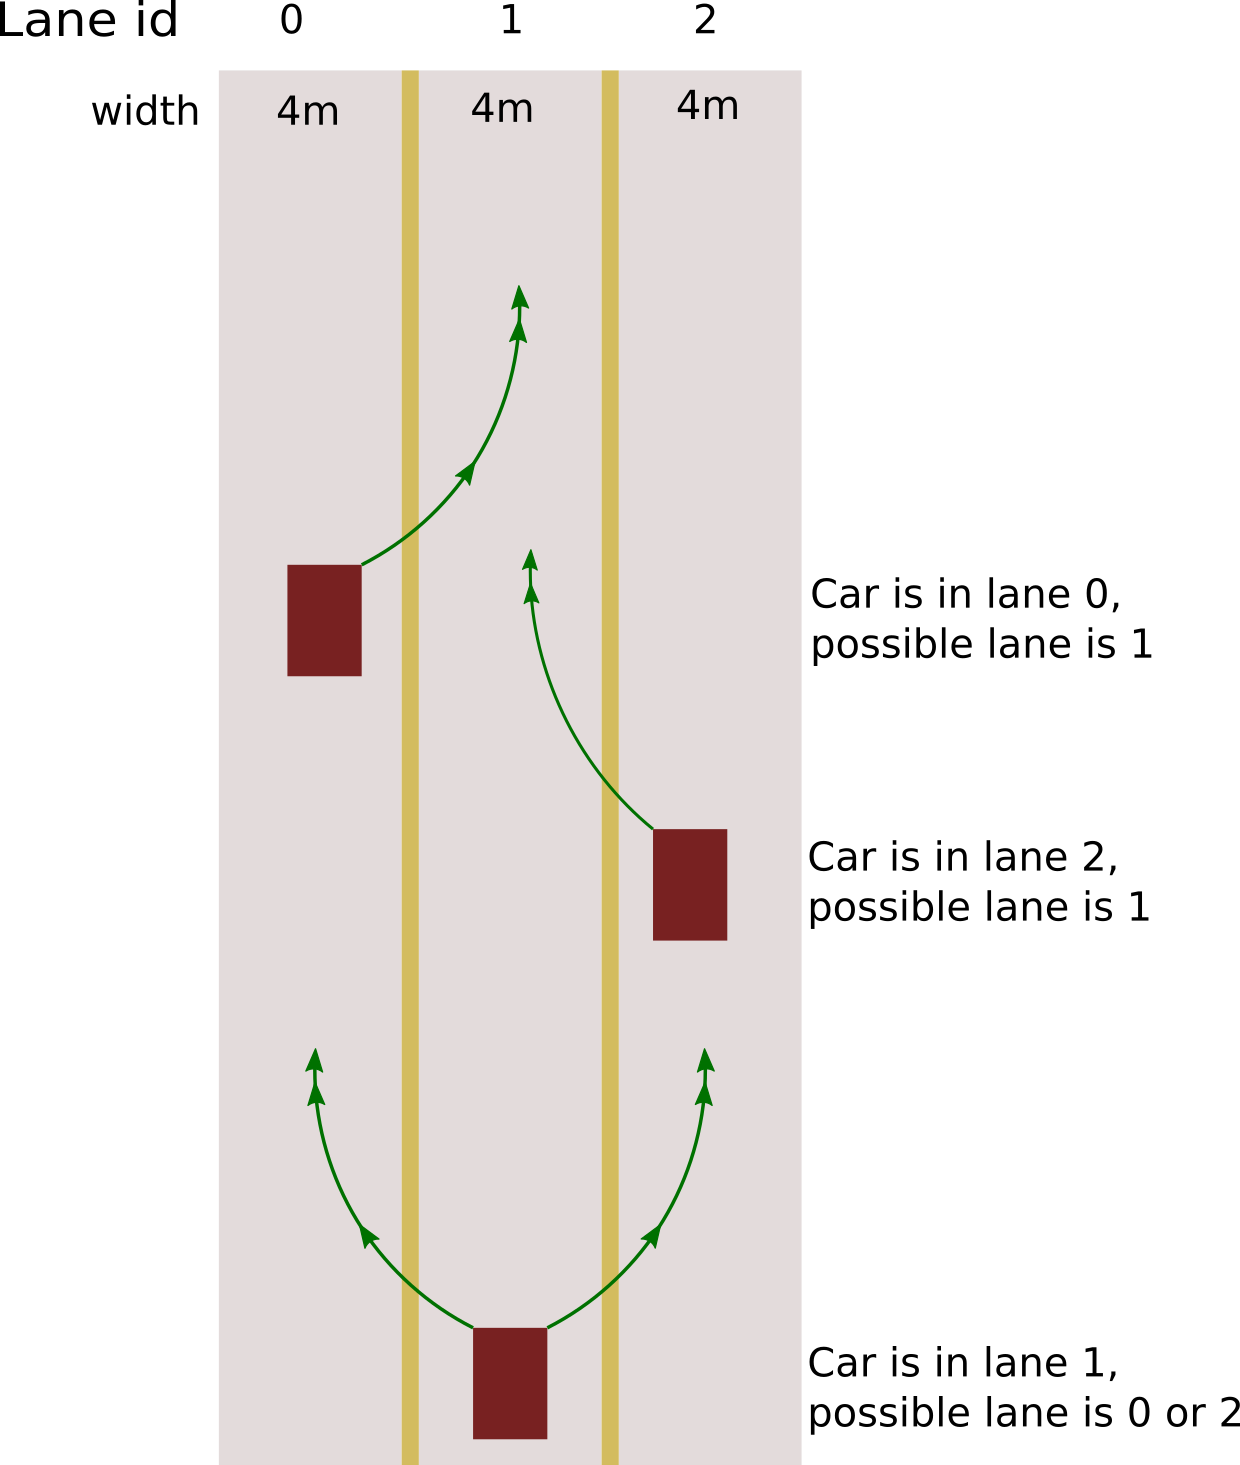 Lane id 0 1 2
width 4m 4m 4m
Car is in lane 0,
possible lane is 1
Car is in lane 2,
possible lane is 1
Car is in lane 1,
possible lane is 0 or 2